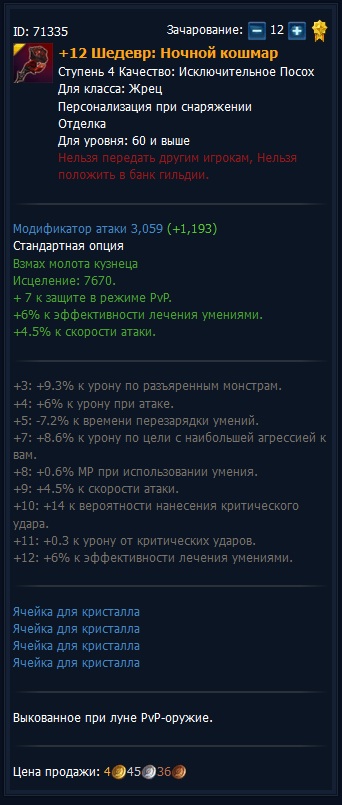 ID: 71335
Зачарование: 12
+12 Шедевр: Ночной кошмар
Ступень 4 Качество: Исключительное Посох
Для класса: Жрец
Персонализация при снаряжении
Отделка
Для уровня: 60 и выше
Нельзя передать другим игрокам, Нельзя
положить в банк гильдии.
Модификатор атаки 3,059 (+1,193)
Стандартная опция
Взмах молота кузнеца
Исцеление: 7670.
+ 7 к защите в режиме PvP.
+6% к эффективности лечения умениями.
+4.5% к скорости атаки.
+3: +9.3% к урону по разъяренным монстрам.
+4: +6% к урону при атаке.
+5: -7.2% к времени перезарядки умений.
+7: +8.6% к урону по цели с наибольшей агрессией к
вам.
+8: +0.6% MP при использовании умения.
+9: +4.5% к скорости атаки.
+10: +14 к вероятности нанесения критического
удара.
+11: +0.3 к урону от критических ударов.
+12: +6% к эффективности лечения умениями.
Ячейка для кристалла
Ячейка для кристалла
Ячейка для кристалла
Ячейка для кристалла
Выкованное при луне PvP-оружие.
Цена продажи: 4 45 36